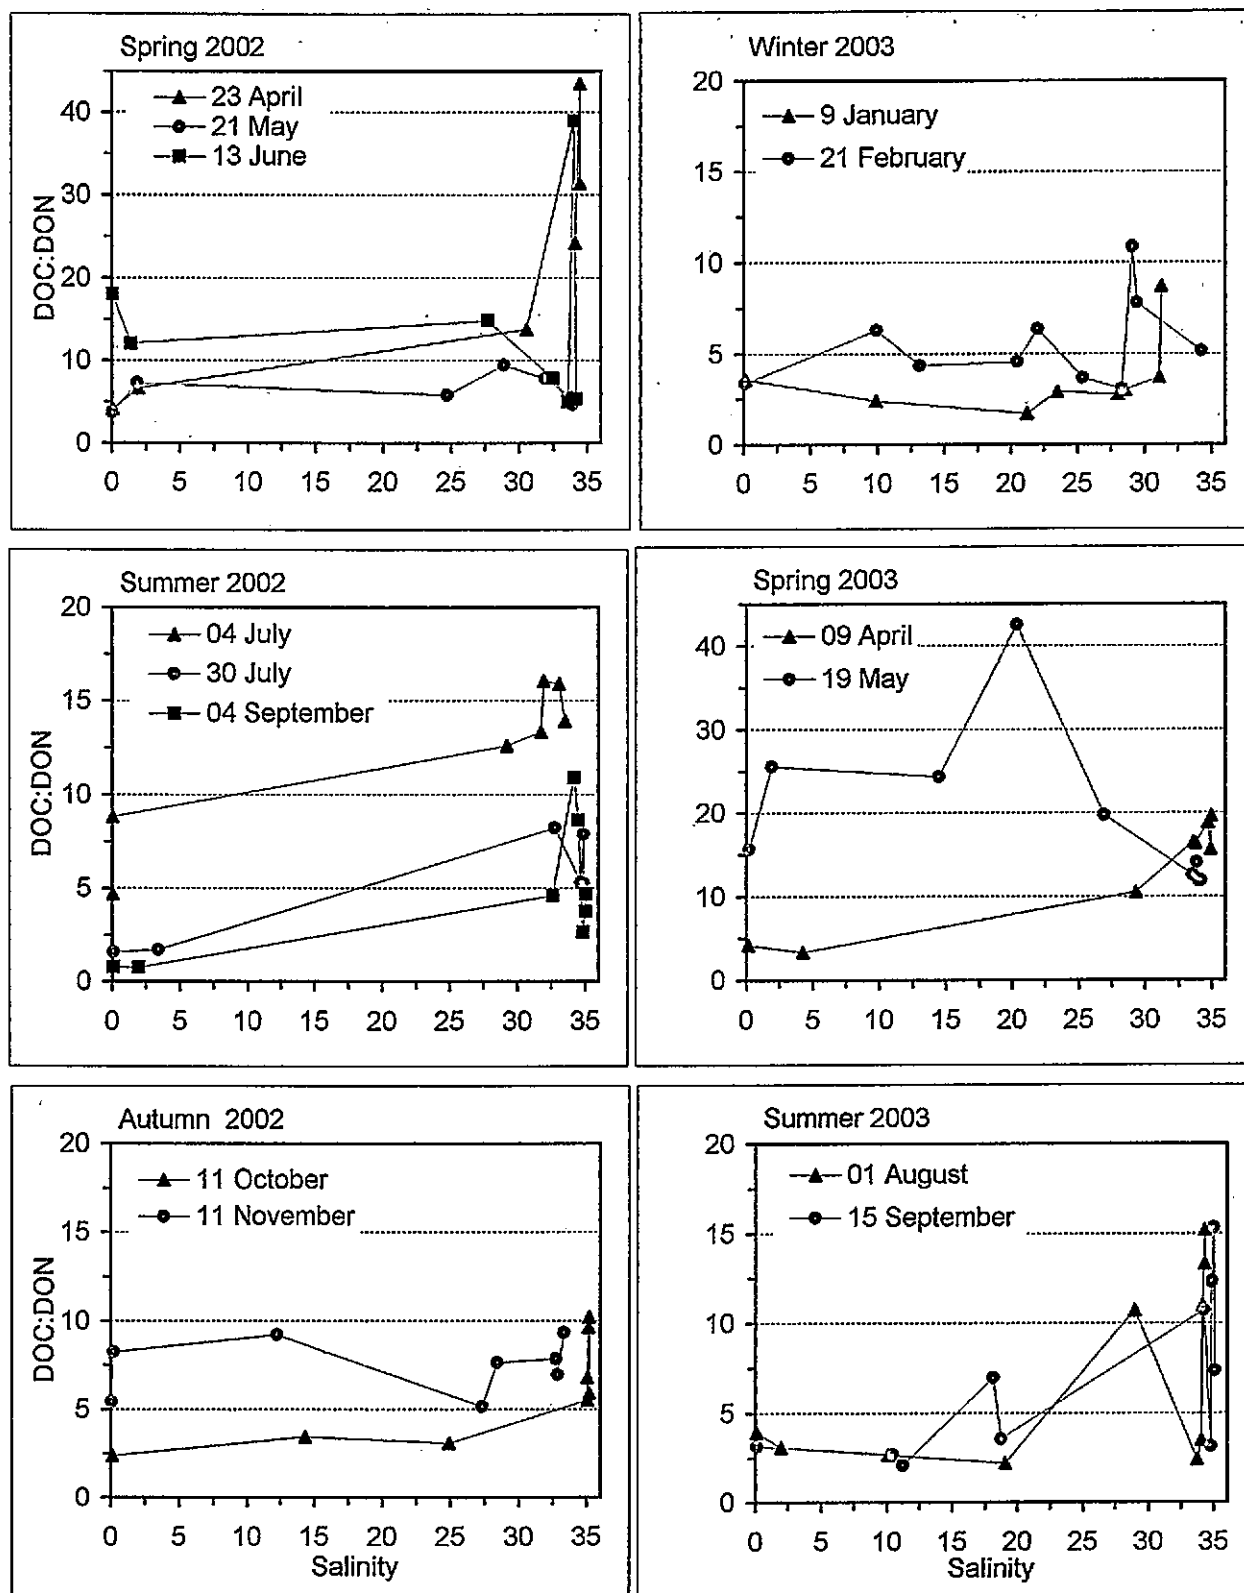 Spring 2002
23 April
21 May
13 June
DOC:DON
40
30
20
10
0
0 5 10 15 20 25 30 35
Winter 2003
9 January
21 February
20
15
10
5
0
0 5 10 15 20 25 30 35
Summer 2002
04 July
30 July
04 September
DOC:DON
20
15
10
5
0
0 5 10 15 20 25 30 35
Spring 2003
09 April
19 May
40
30
20
10
0
0 5 10 15 20 25 30 35
Autumn 2002
11 October
11 November
DOC:DON
20
15
10
5
0
0 5 10 15 20 25 30 35
Salinity
Summer 2003
01 August
15 September
20
15
10
5
0
0 5 10 15 20 25 30 35
Salinity